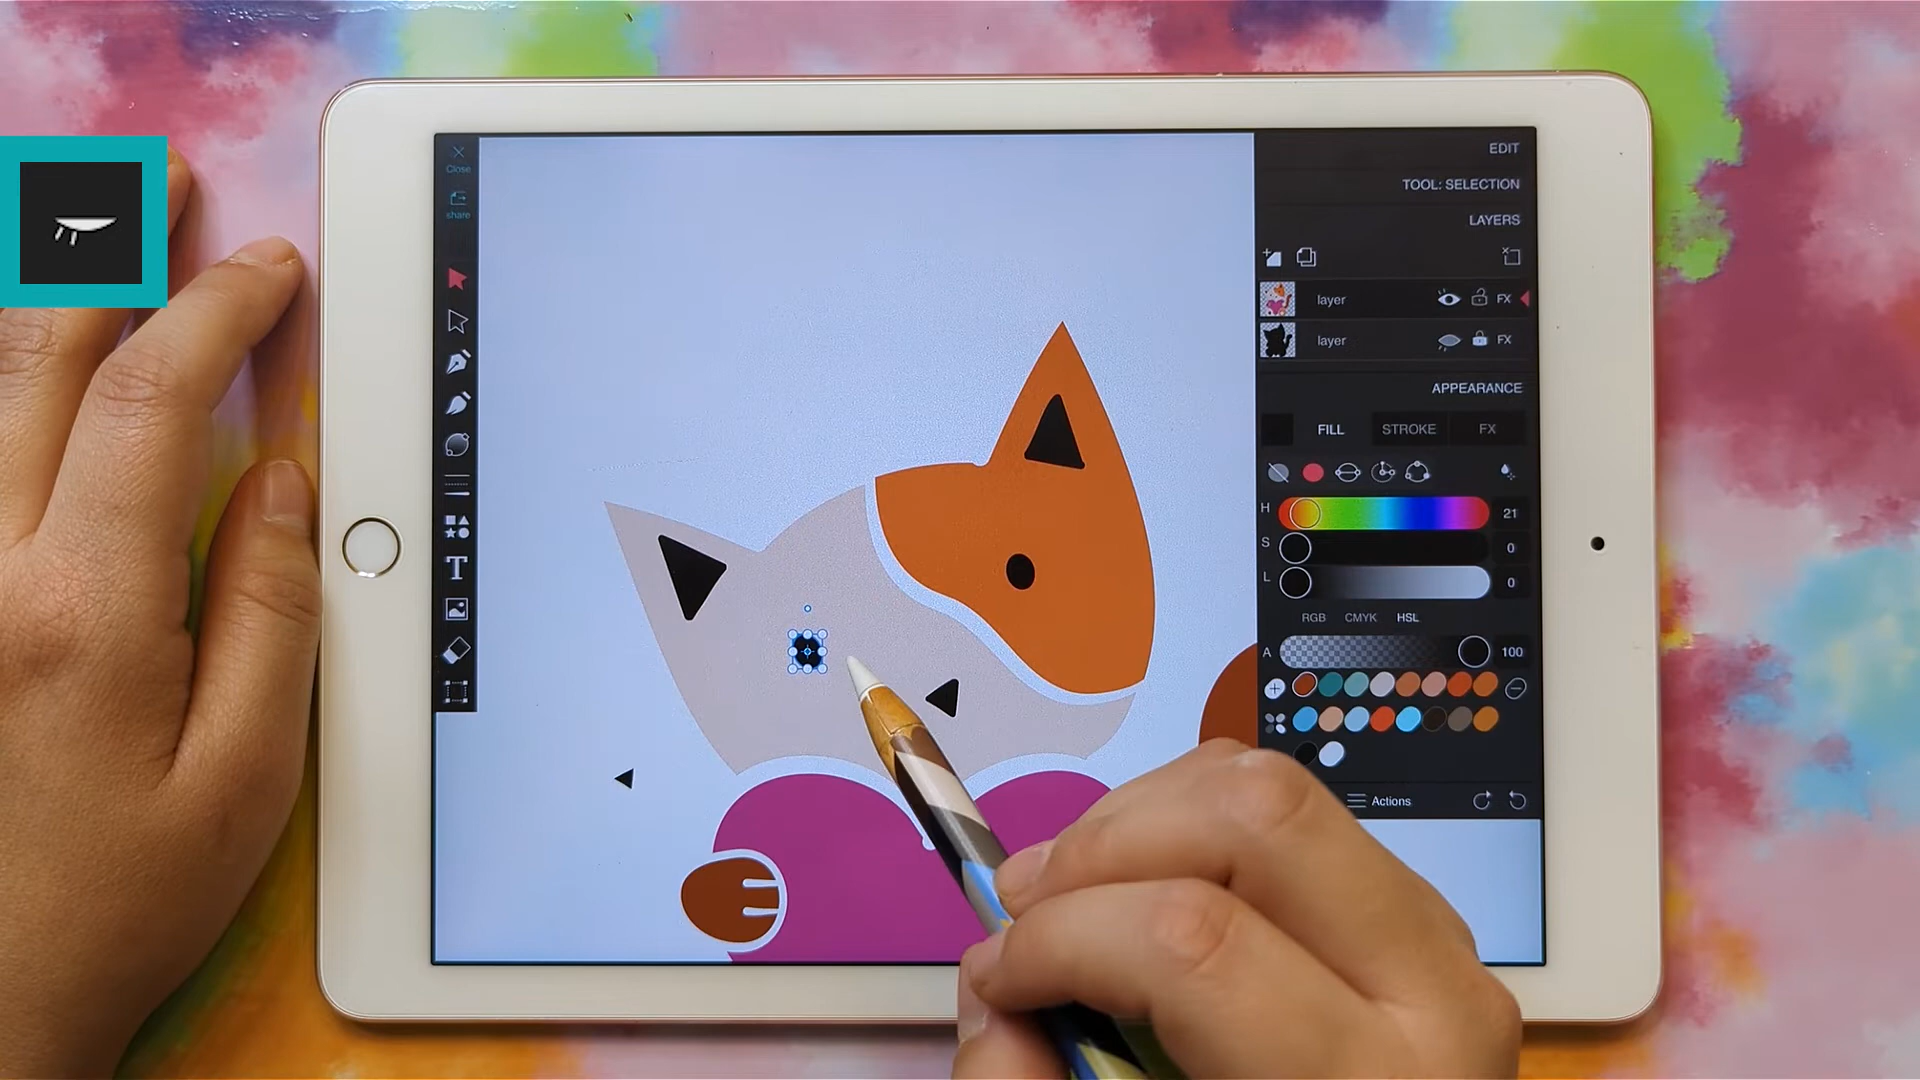 Close
share
EDIT
TOOL: SELECTION
LAYERS
layer FX
layer FX
APPEARANCE
FILL STROKE FX
H 21
S 0
L 0
RGB CMYK HSL
A 100
Actions
T